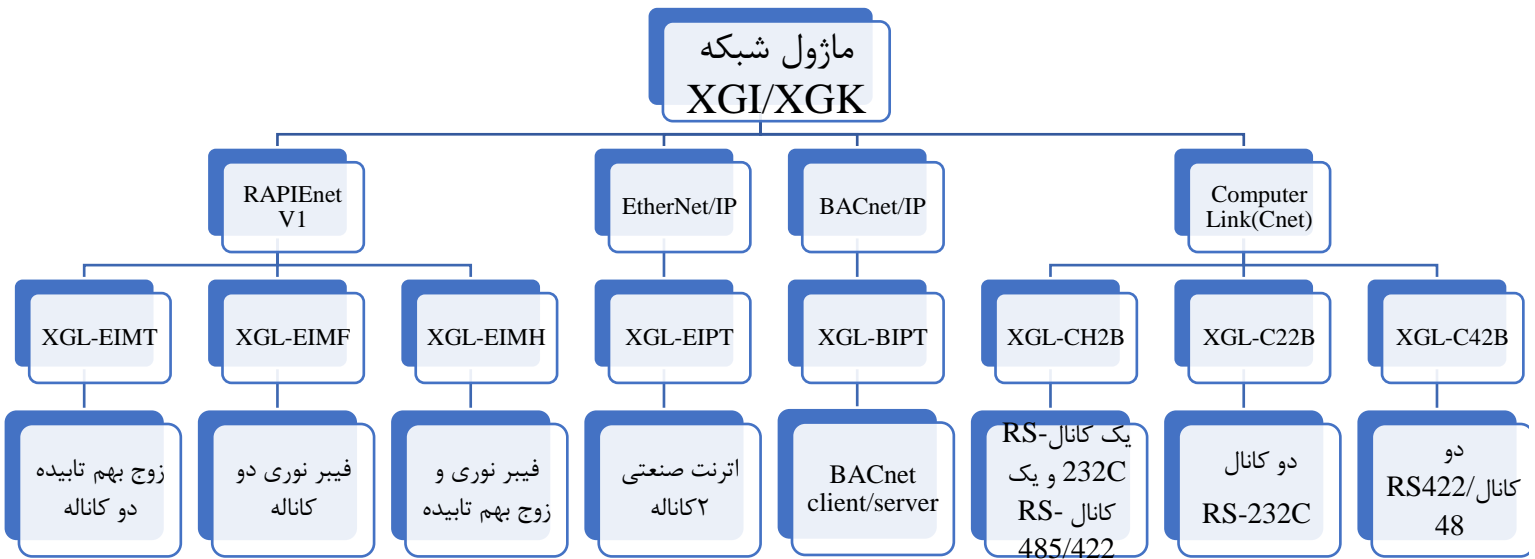 ماژول شبکه
XGI/XGK
RAPIEnet
V1
EtherNet/IP
BACnet/IP
Computer
Link(Cnet)
XGL-EIMT
XGL-EIMF
XGL-EIMH
XGL-EIPT
XGL-BIPT
XGL-CH2B
XGL-C22B
XGL-C42B
زوج بهم تابیده
دو کاناله
فیبر نوری دو
کاناله
فیبر نوری و
زوج بهم تابیده
اترنت صنعتی
۲کاناله
BACnet
client/server
یک کانال RS-
232C و یک
کانال RS-
485/422
دو کانال
RS-232C
دو
کانال RS422/
48